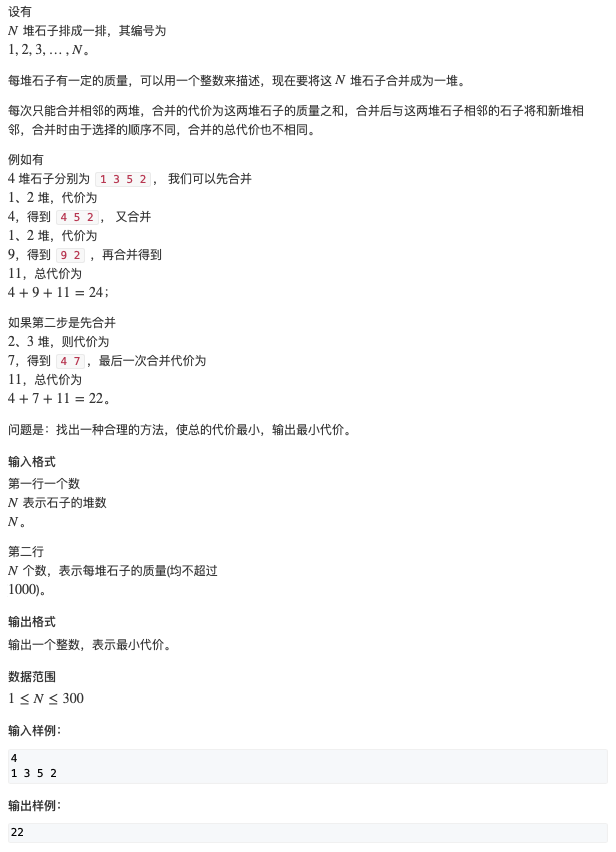 设有
N 堆石子排成一排，其编号为
1, 2, 3, … , N。
每堆石子有一定的质量，可以用一个整数来描述，现在要将这 N 堆石子合并成为一堆。
每次只能合并相邻的两堆，合并的代价为这两堆石子的质量之和，合并后与这两堆石子相邻的石子将和新堆相
邻，合并时由于选择的顺序不同，合并的总代价也不相同。
例如有
4 堆石子分别为 1 3 5 2， 我们可以先合并
1、2 堆，代价为
4，得到 4 5 2， 又合并
1、2 堆，代价为
9，得到 9 2 ，再合并得到
11，总代价为
4 + 9 + 11 = 24；
如果第二步是先合并
2、3 堆，则代价为
7，得到 4 7，最后一次合并代价为
11，总代价为
4 + 7 + 11 = 22。
问题是：找出一种合理的方法，使总的代价最小，输出最小代价。
输入格式
第一行一个数
N 表示石子的堆数
N。
第二行
N 个数，表示每堆石子的质量(均不超过
1000)。
输出格式
输出一个整数，表示最小代价。
数据范围
1 ≤ N ≤ 300
输入样例：
4
1 3 5 2
输出样例：
22